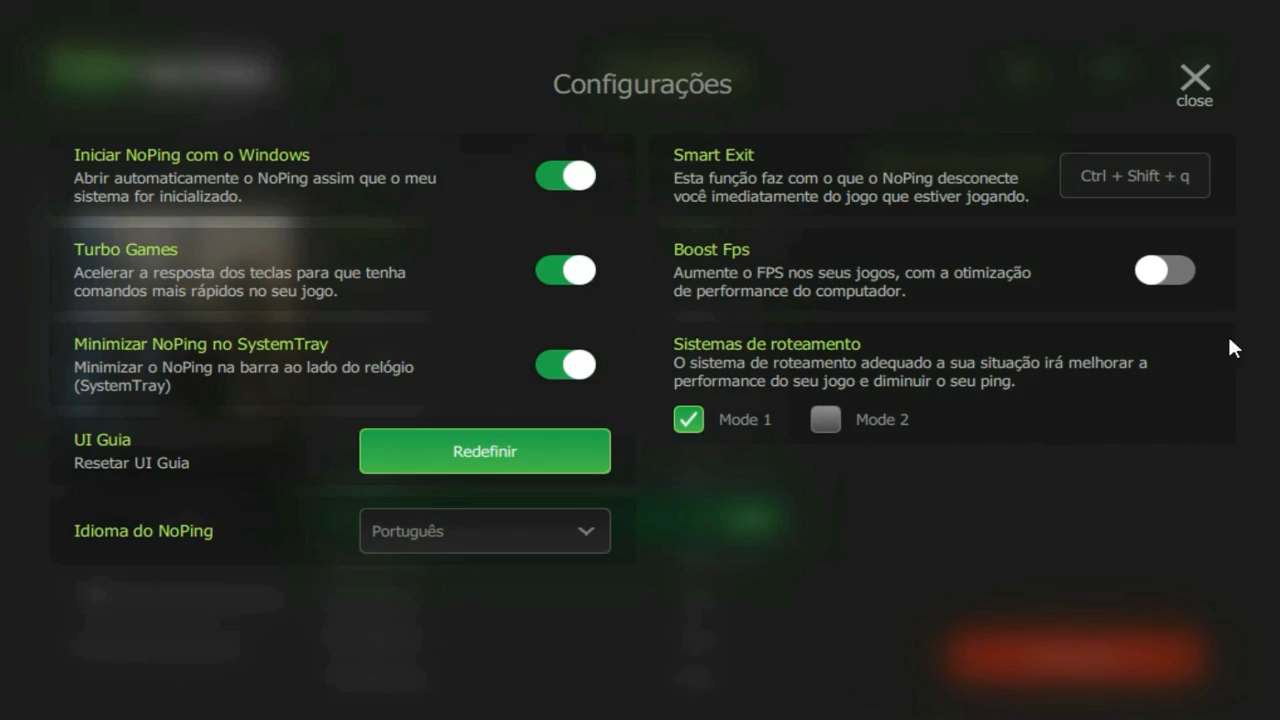 Configurações
close
Iniciar NoPing com o Windows
Abrir automaticamente o NoPing assim que o meu
sistema for inicializado.
Turbo Games
Acelerar a resposta dos teclas para que tenha
comandos mais rápidos no seu jogo.
Minimizar NoPing no SystemTray
Minimizar o NoPing na barra ao lado do relógio
(SystemTray)
UI Guia
Resetar UI Guia
Redefinir
Idioma do NoPing
Português
Smart Exit
Esta função faz com o que o NoPing desconecte
você imediatamente do jogo que estiver jogando.
Ctrl + Shift + q
Boost Fps
Aumente o FPS nos seus jogos, com a otimização
de performance do computador.
Sistemas de roteamento
O sistema de roteamento adequado a sua situação irá melhorar a
performance do seu jogo e diminuir o seu ping.
Mode 1
Mode 2